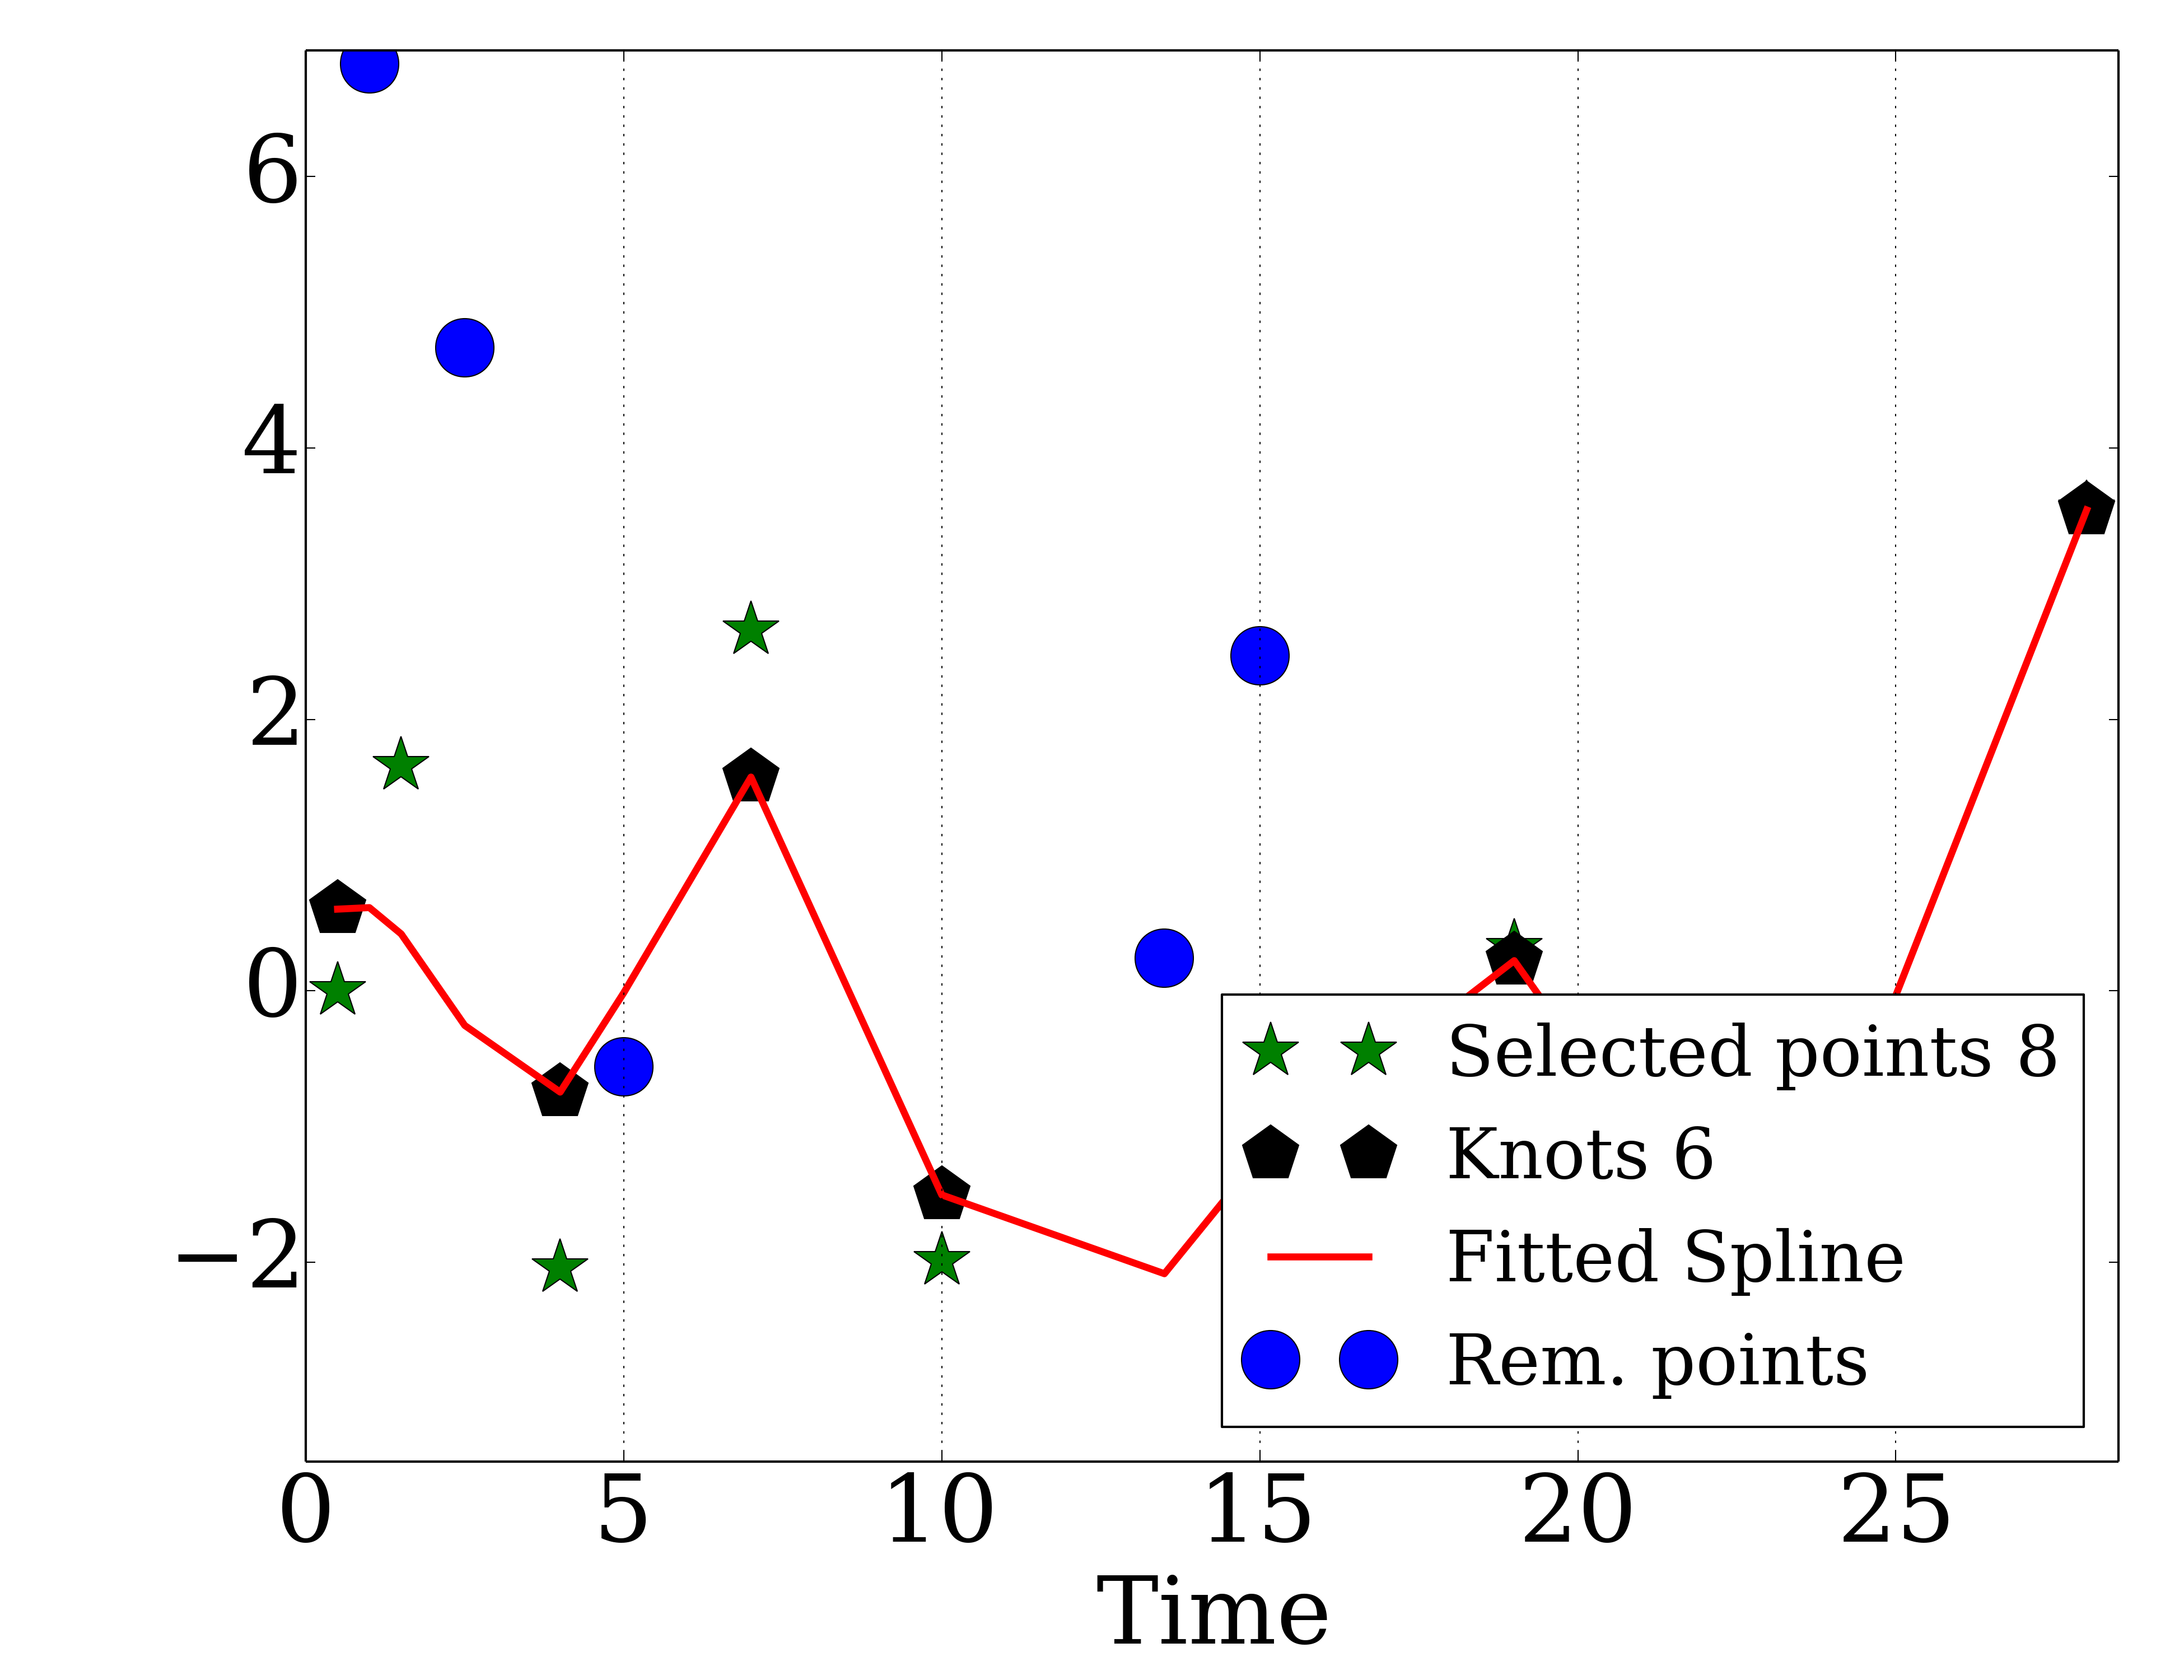 6
4
2
0
−2
Selected points 8
Knots 6
Fitted Spline
Rem. points
0 5 10 15 20 25
Time